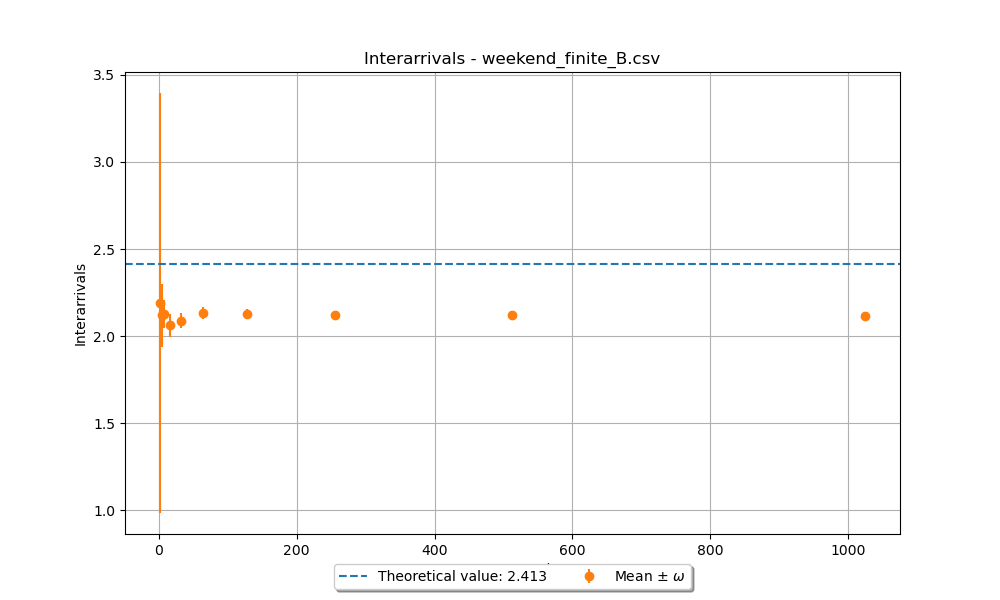 Interarrivals - weekend_finite_B.csv
3.5
3.0
2.5
2.0
1.5
1.0
Interarrivals
0 200 400 600 800 1000
Theoretical value: 2.413 Mean ± ω